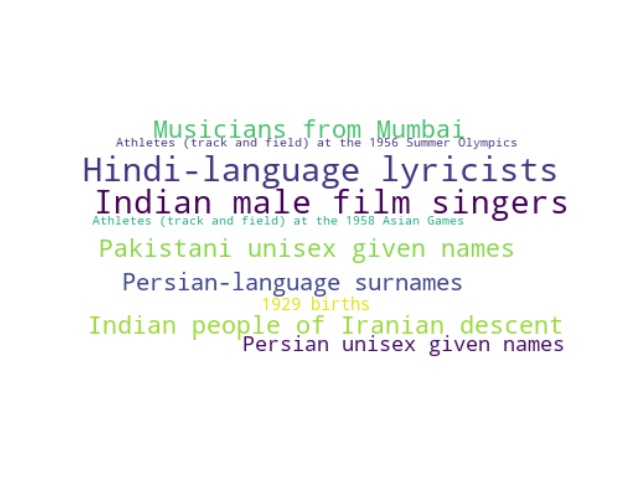 Musicians from Mumbai
Athletes (track and field) at the 1956 Summer Olympics
Hindi-language lyricists
Indian male film singers
Athletes (track and field) at the 1958 Asian Games
Pakistani unisex given names
Persian-language surnames
1929 births
Indian people of Iranian descent
Persian unisex given names